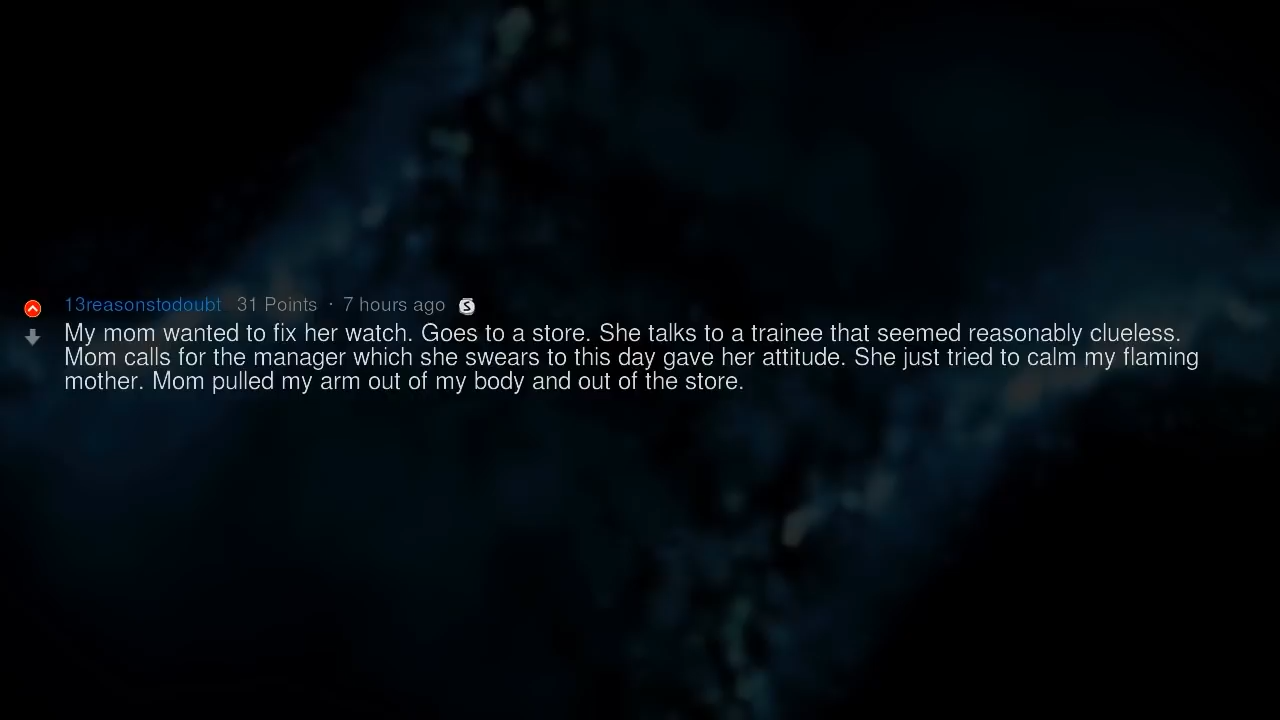 13reasonstodoubt 31 Points · 7 hours ago S
My mom wanted to fix her watch. Goes to a store. She talks to a trainee that seemed reasonably clueless.
Mom calls for the manager which she swears to this day gave her attitude. She just tried to calm my flaming
mother. Mom pulled my arm out of my body and out of the store.